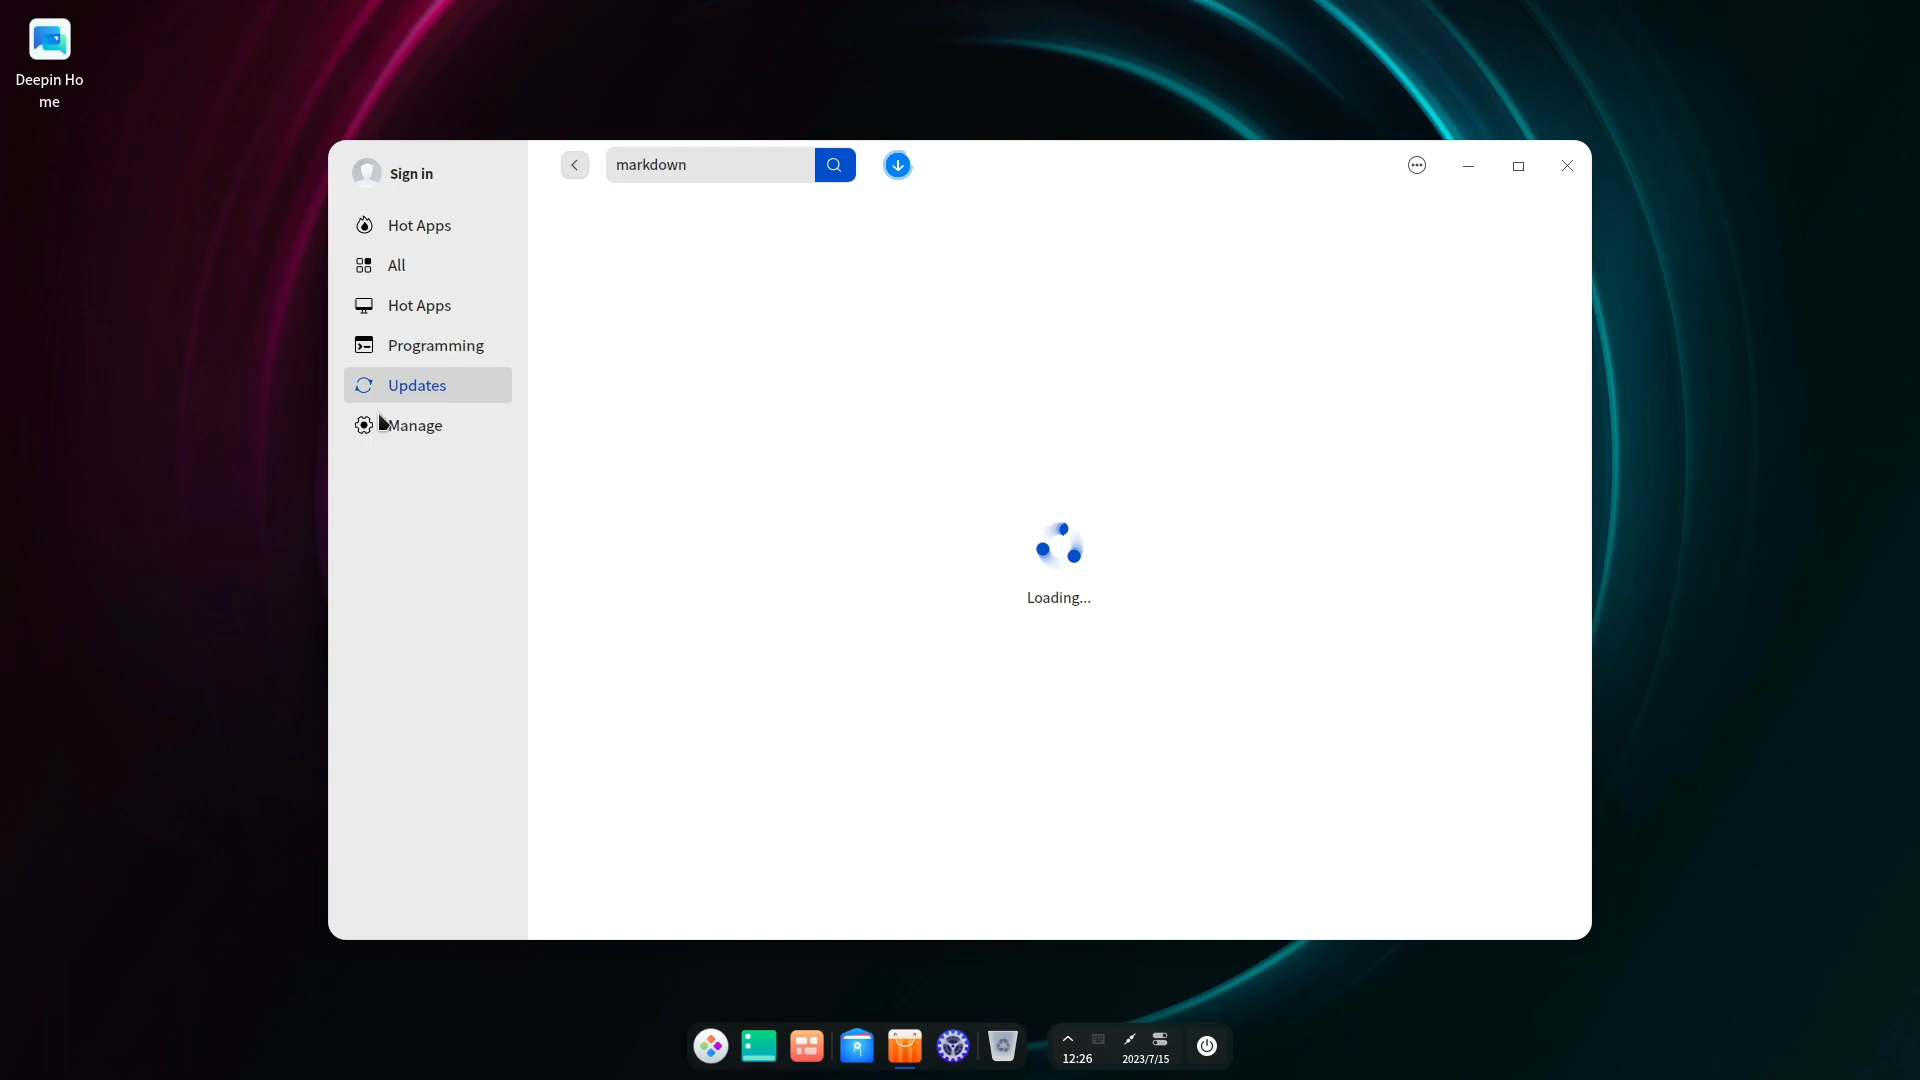 Deepin Ho
me
Sign in
markdown
Hot Apps
All
Hot Apps
Programming
Updates
Manage
Loading...
12:26
2023/7/15